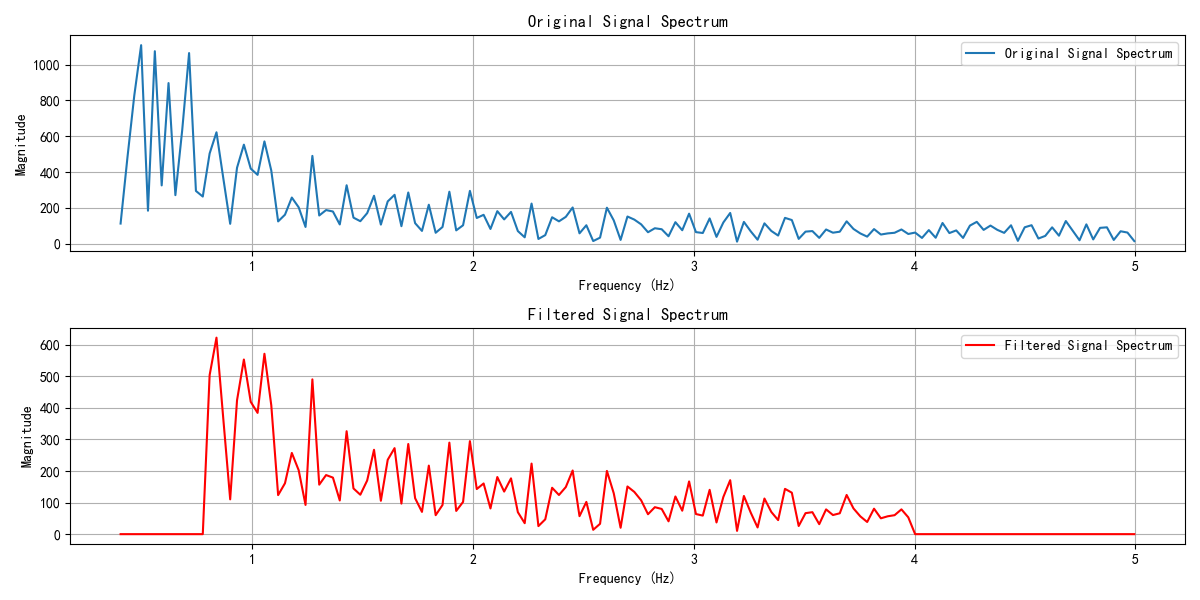 Original Signal Spectrum
Original Signal Spectrum
Magnitude
1000
800
600
400
200
0
1 2 3 4 5
Frequency (Hz)
Filtered Signal Spectrum
Filtered Signal Spectrum
Magnitude
600
500
400
300
200
100
0
1 2 3 4 5
Frequency (Hz)